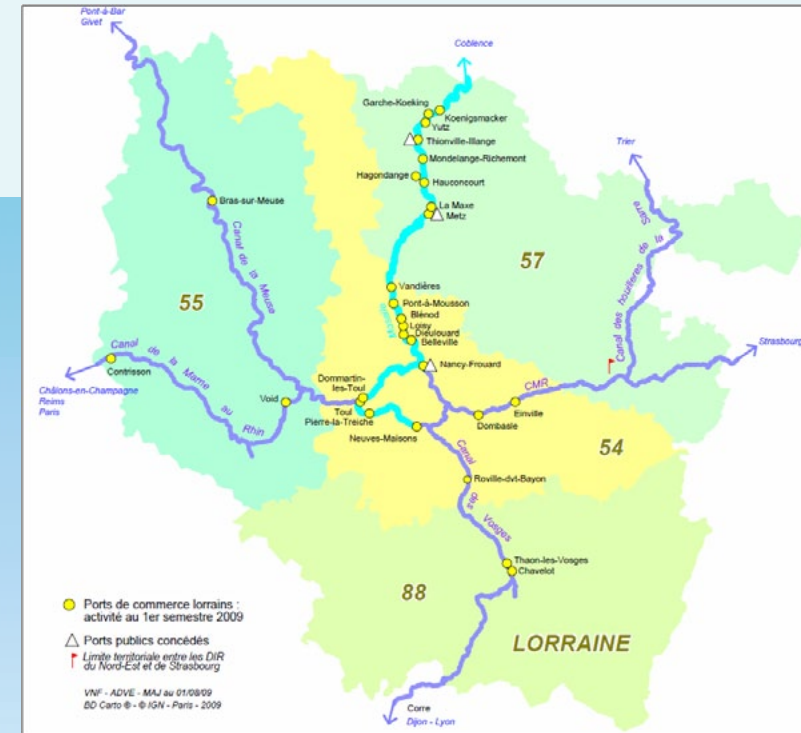 Pont-à-Bar
Givet
Coblence
Garche-Koeking
Koenigsmacker
Yutz
Thionville-Illange
Mondelange-Richemont
Hagondange
Hauconcourt
La Maxe
Metz
Trier
Bras-sur-Meuse
Canal de la Meuse
55
57
Canal des houillères de la
Sarre
Vandières
Pont-à-Mousson
Blénod
Loisy
Dieulouard
Belleville
Moselle
Strasbourg
Canal de la Marne au Rhin
Contrisson
Châlons-en-Champagne
Reims
Paris
Nancy-Frouard
CMR
Dommartin-
les-Toul
Void
Toul
Pierre-la-Treiche
Neuves-Maisons
Einville
Dombasle
54
Canal des Vosges
Roville-dvt-Bayon
Thaon-les-Vosges
Chavelot
88
LORRAINE
Ports de commerce lorrains :
activité au 1er semestre 2009
Ports publics concédés
Limite territoriale entre les DIR
du Nord-Est et de Strasbourg
VNF - ADVE - MAJ au 01/08/09
BD Carto ® - © IGN - Paris - 2009
Corre
Dijon - Lyon